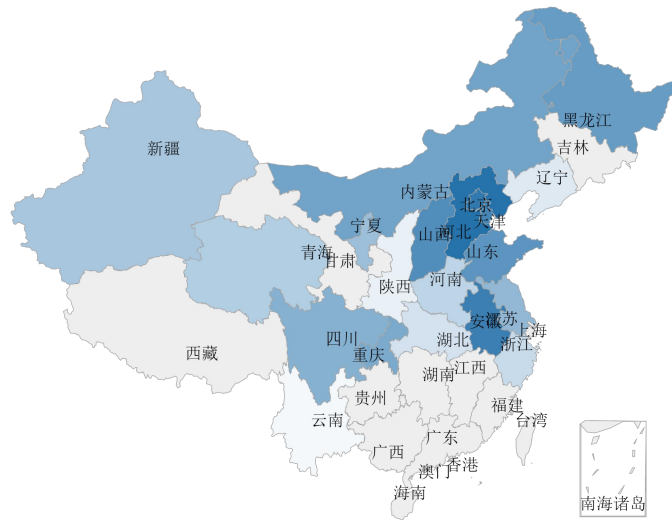 黑龙江
新疆
吉林
辽宁
内蒙古
北京
天津
宁夏
山西
河北
山东
青海
甘肃
河南
陕西
安徽
江苏
上海
四川
湖北
浙江
重庆
西藏
江西
湖南
贵州
福建
云南
台湾
广东
广西
香港
澳门
海南
南海诸岛